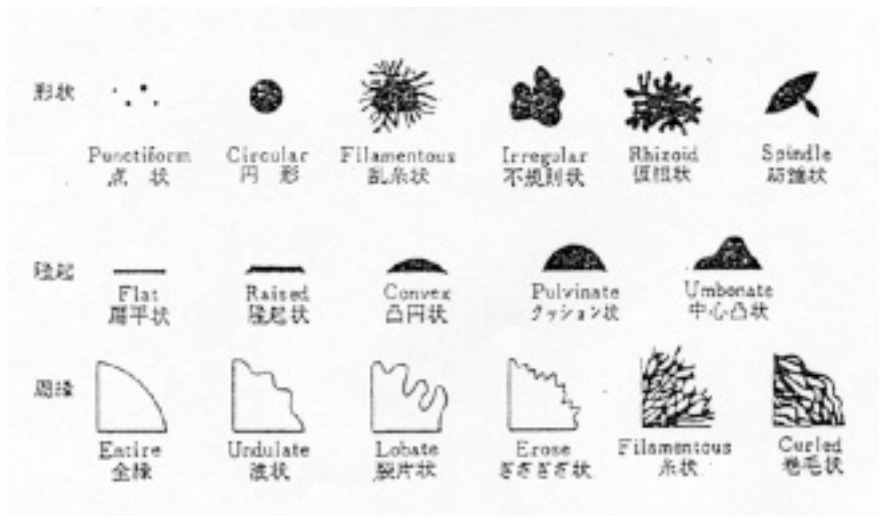 形状
Punctiform Circular Filamentous Irregular Rhizoid Spindle
点 状 円 形 乱糸状 不規則状 仮根状 紡錘状
隆起
Flat Raised Convex Pulvinate Umbonate
扁平状 隆起状 凸円状 クッション状 中心凸状
周縁
Entire Undulate Lobate Erose Filamentous Curled
全縁 波状 裂片状 ぎざぎざ状 糸状 巻毛状